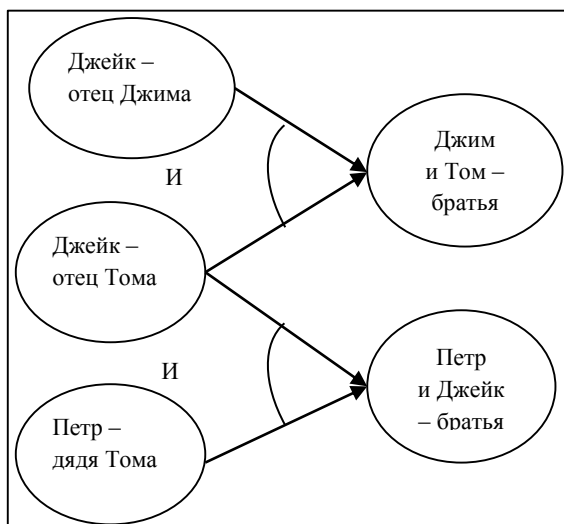 Джейк –
отец Джима
И
Джим
и Том –
братья
Джейк –
отец Тома
И
Петр
и Джейк
– братья
Петр –
дядя Тома